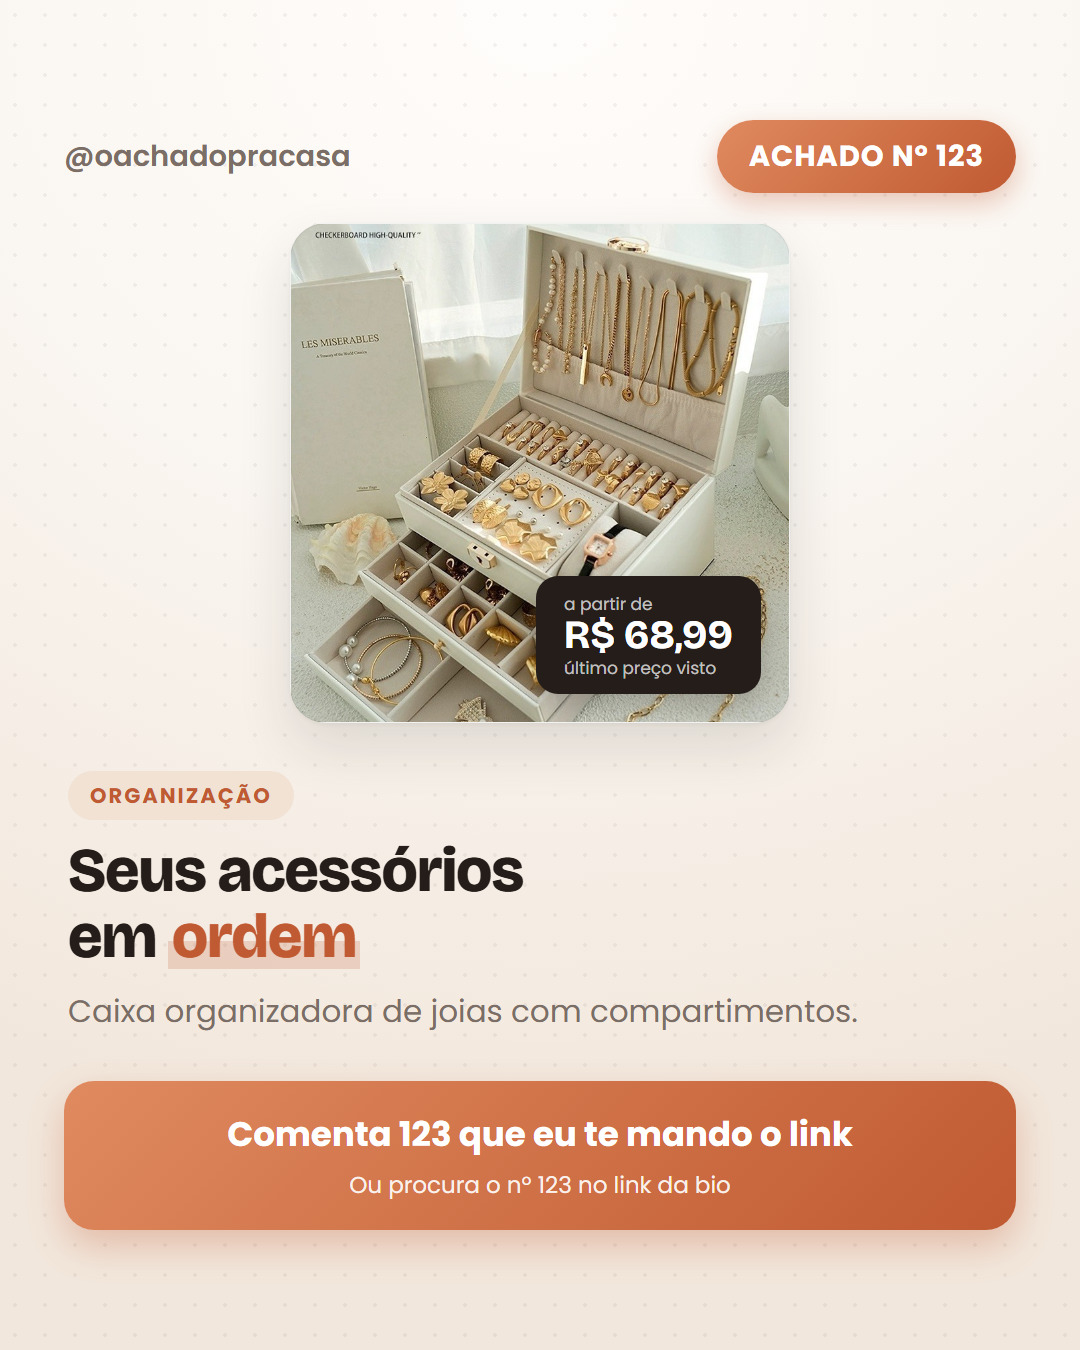 @oachadopracasa
ACHADO Nº 123
CHECKERBOARD HIGH-QUALITY
LES MISERABLES
a partir de
R$ 68,99
último preço visto
ORGANIZAÇÃO
Seus acessórios
em ordem
Caixa organizadora de joias com compartimentos.
Comenta 123 que eu te mando o link
Ou procura o nº 123 no link da bio